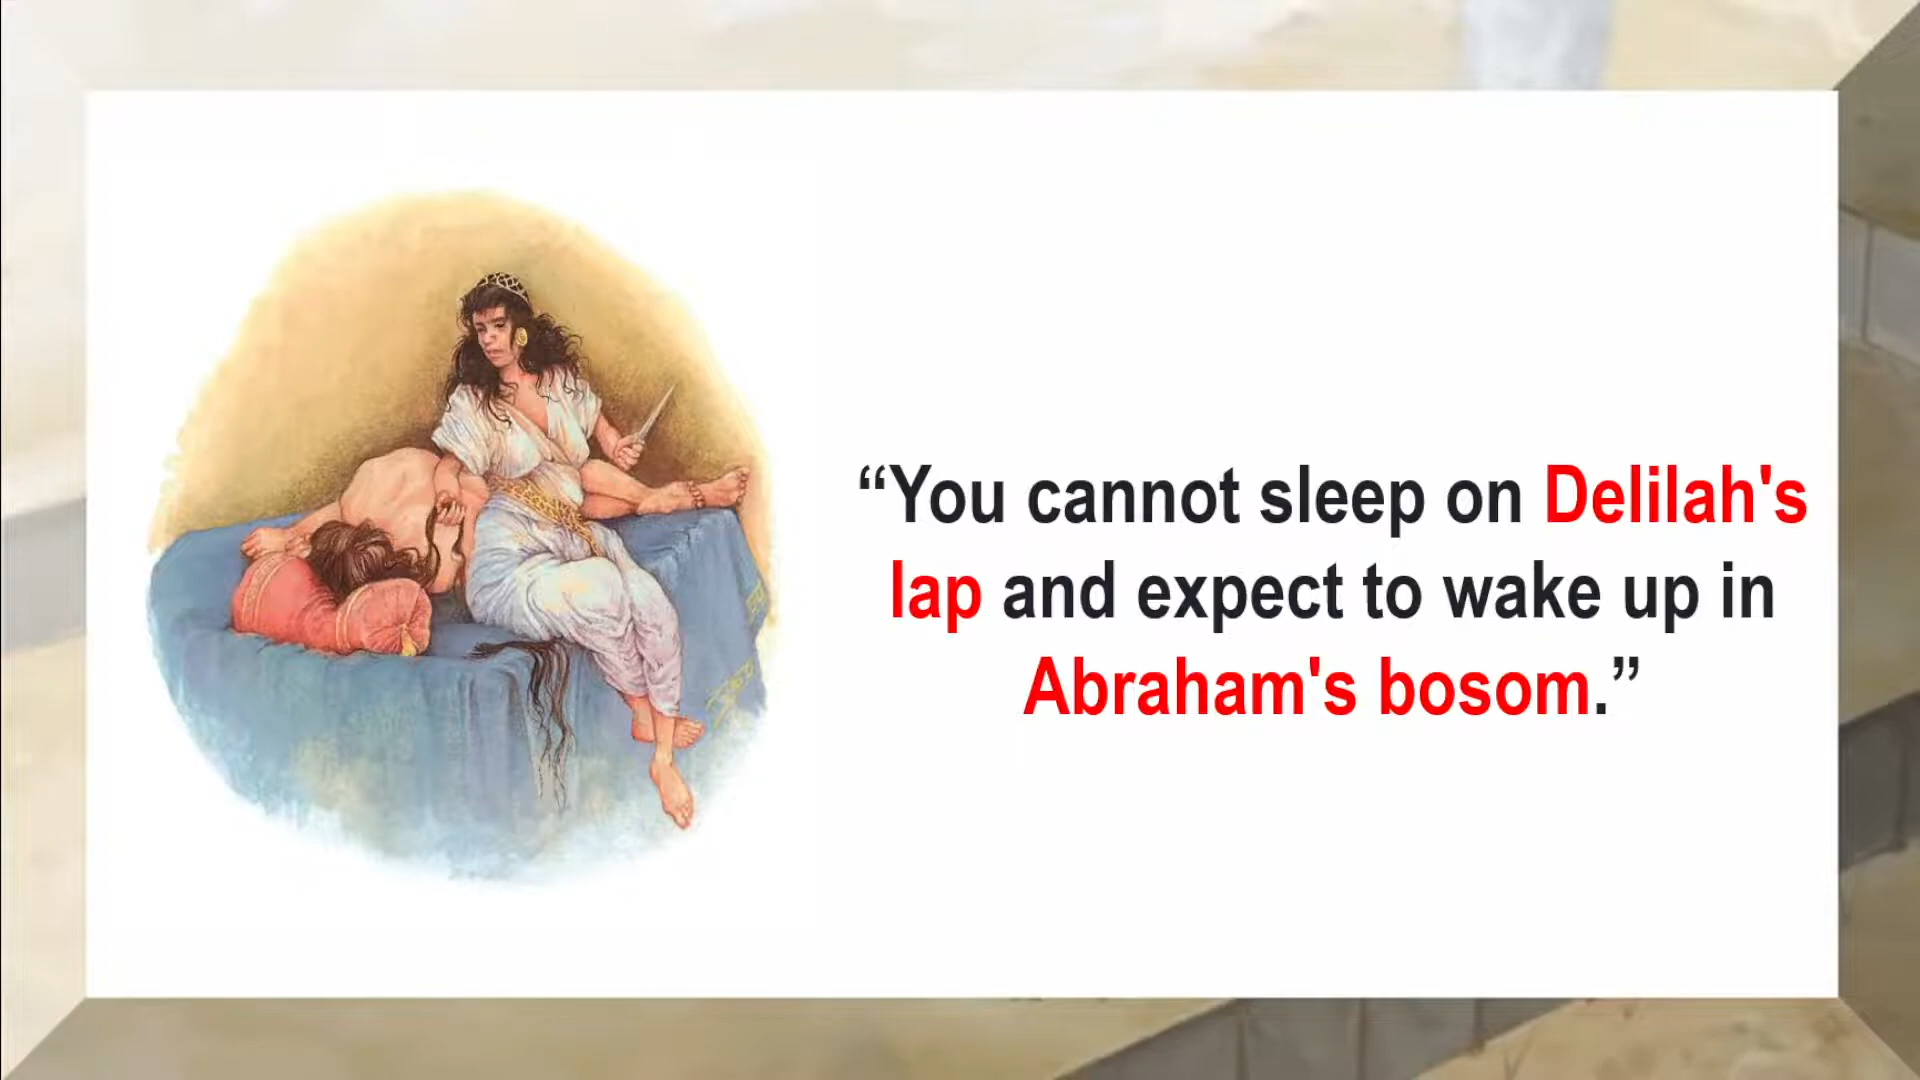 “You cannot sleep on Delilah's
lap and expect to wake up in
Abraham's bosom.”